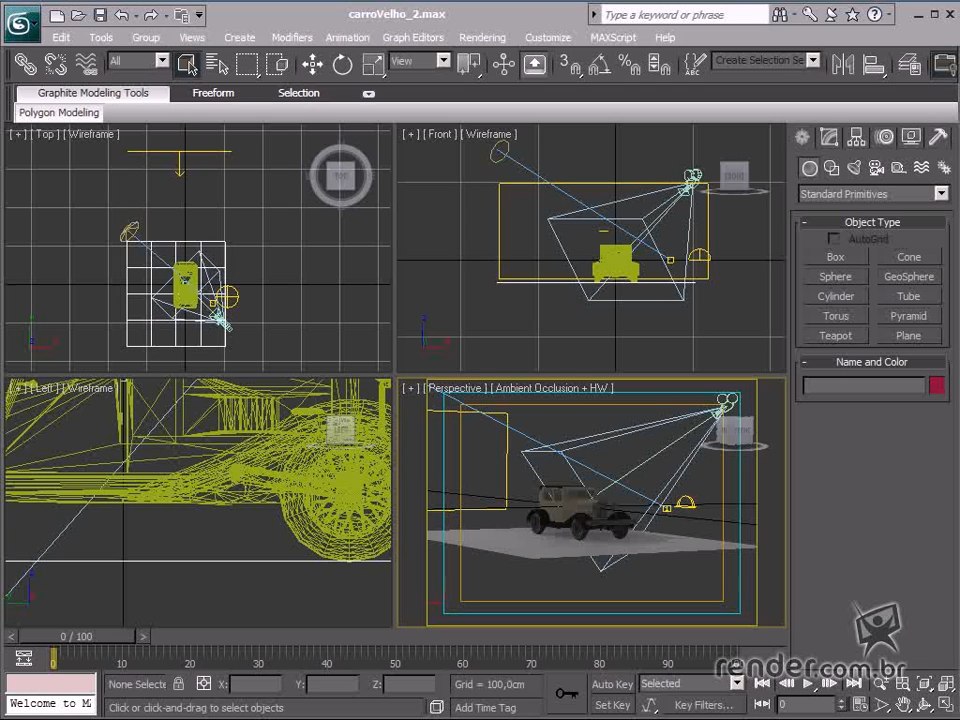 carroVelho_2.max
Type a keyword or phrase
Edit Tools Group Views Create Modifiers Animation Graph Editors Rendering Customize MAXScript Help
All View Create Selection Se
Graphite Modeling Tools Freeform Selection
Polygon Modeling
[ + ] [ Top ] [ Wireframe ]
[ + ] [ Front ] [ Wireframe ]
TOP
Standard Primitives
Object Type
AutoGrid
Box Cone
Sphere GeoSphere
Cylinder Tube
Torus Pyramid
Teapot Plane
Name and Color
[ + ] [ Left ] [ Wireframe ]
[ + ] [ Perspective ] [ Ambient Occlusion + HW ]
0 / 100
0 10 20 30 40 50 60 70 80 90
render.com.br
None Selecte X: Y: Z: Grid = 100,0cm Auto Key Selected
Welcome to M Click or click-and-drag to select objects Add Time Tag Set Key Key Filters... 0